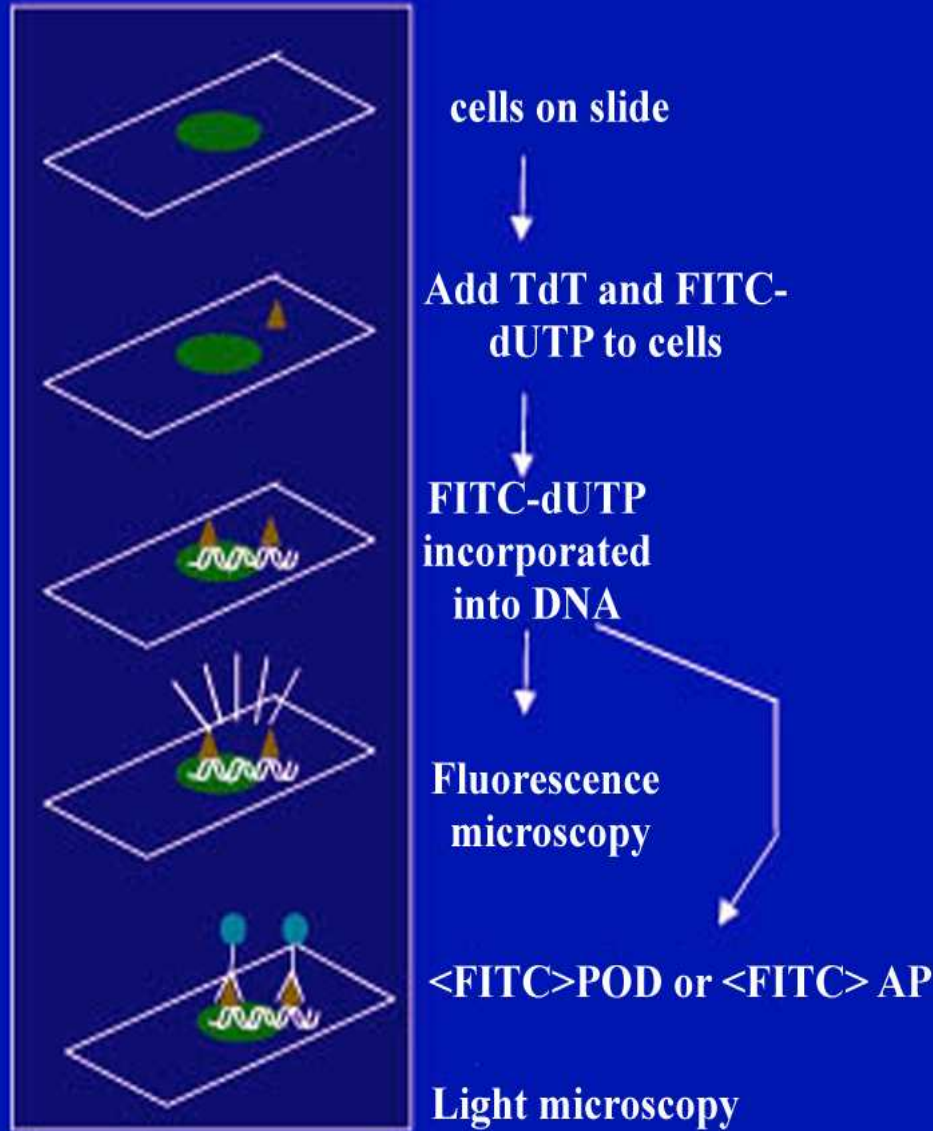 cells on slide
Add TdT and FITC-
dUTP to cells
FITC-dUTP
incorporated
into DNA
Fluorescence
microscopy
<FITC>POD or <FITC> AP
Light microscopy